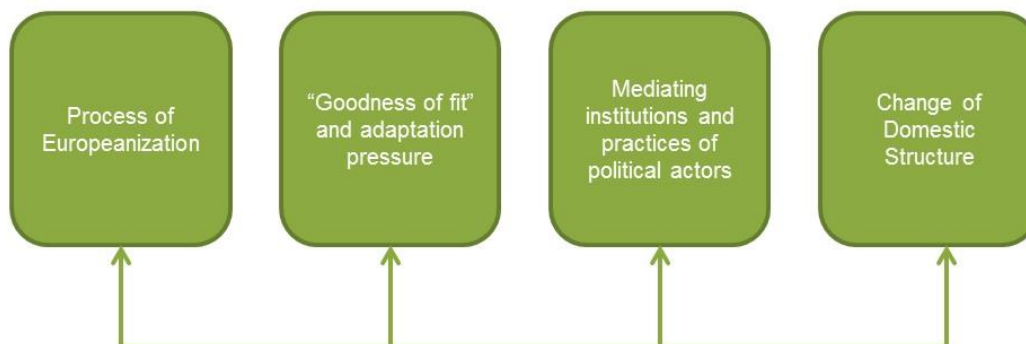 Process of
Europeanization
“Goodness of fit”
and adaptation
pressure
Mediating
institutions and
practices of
political actors
Change of
Domestic
Structure